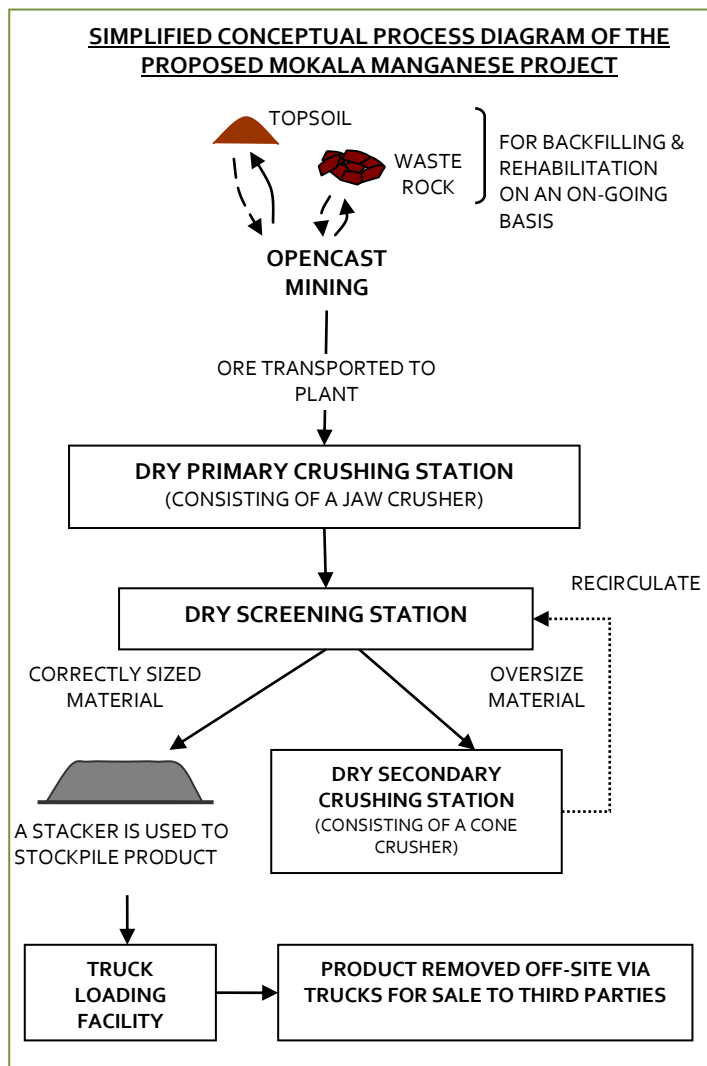 SIMPLIFIED CONCEPTUAL PROCESS DIAGRAM OF THE
PROPOSED MOKALA MANGANESE PROJECT
TOPSOIL
WASTE
ROCK
FOR BACKFILLING &
REHABILITATION
ON AN ON-GOING
BASIS
OPENCAST
MINING
ORE TRANSPORTED TO
PLANT
DRY PRIMARY CRUSHING STATION
(CONSISTING OF A JAW CRUSHER)
RECIRCULATE
DRY SCREENING STATION
CORRECTLY SIZED
MATERIAL
OVERSIZE
MATERIAL
DRY SECONDARY
CRUSHING STATION
(CONSISTING OF A CONE
CRUSHER)
A STACKER IS USED TO
STOCKPILE PRODUCT
TRUCK
LOADING
FACILITY
PRODUCT REMOVED OFF-SITE VIA
TRUCKS FOR SALE TO THIRD PARTIES